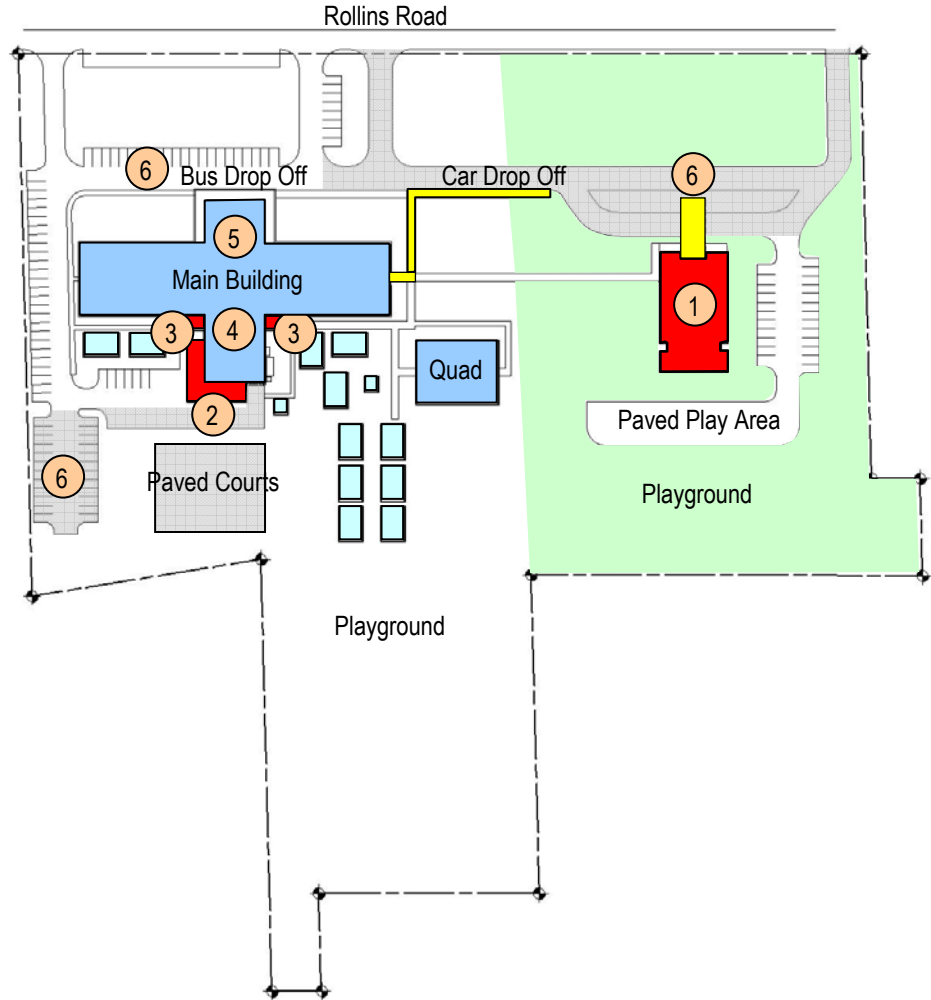 Rollins Road
6
Bus Drop Off
Car Drop Off
6
5
Main Building
1
3
4
3
Quad
2
Paved Play Area
6
Paved Courts
Playground
Playground